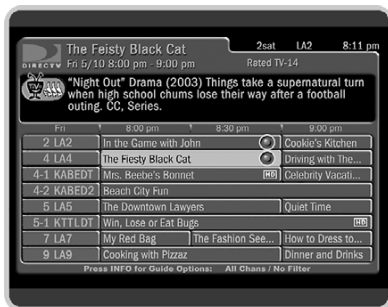 The Feisty Black Cat 2sat LA2 8:11 pm
DIRECTV Fri 5/10 8:00 pm - 9:00 pm Rated TV-14
"Night Out" Drama (2003) Things take a supernatural turn
when high school chums lose their way after a football
outing. CC, Series.
Fri 8:00 pm 8:30 pm 9:00 pm
2 LA2 In the Game with John Cookie's Kitchen
4 LA4 The Fiesty Black Cat Driving with The...
4-1 KABEDT Mrs. Beebe's Bonnet HD Celebrity Vacati...
4-2 KABED2 Beach City Fun
5 LA5 The Downtown Lawyers Quiet Time
5-1 KTTLDT Win, Lose or Eat Bugs HD
7 LA7 My Red Bag The Fashion See... How to Dress to...
9 LA9 Cooking with Pizzaz Dinner and Drinks
Press INFO for Guide Options: All Chans / No Filter